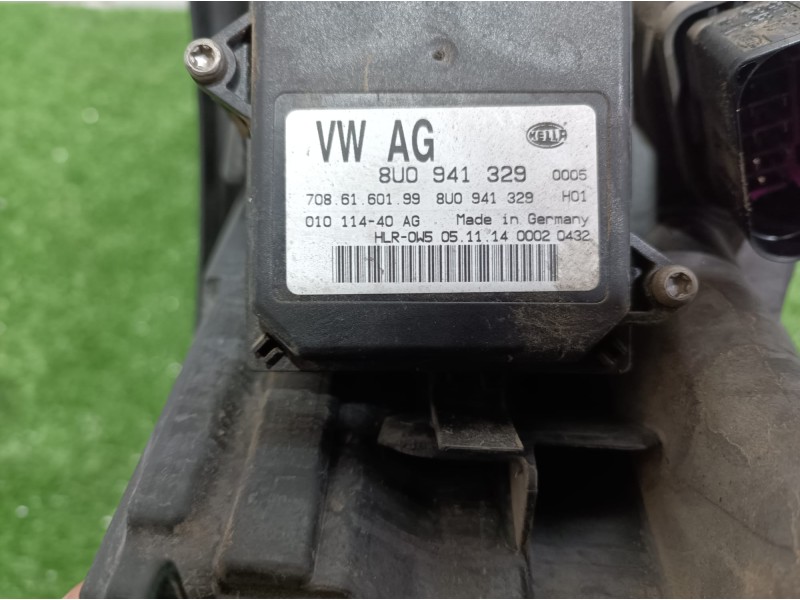 VW AG HELLA
8U0 941 329 0005
708.61.601.99 8U0 941 329 H01
010 114-40 AG Made in Germany
HLR-0W5 05.11.14 0002 0432